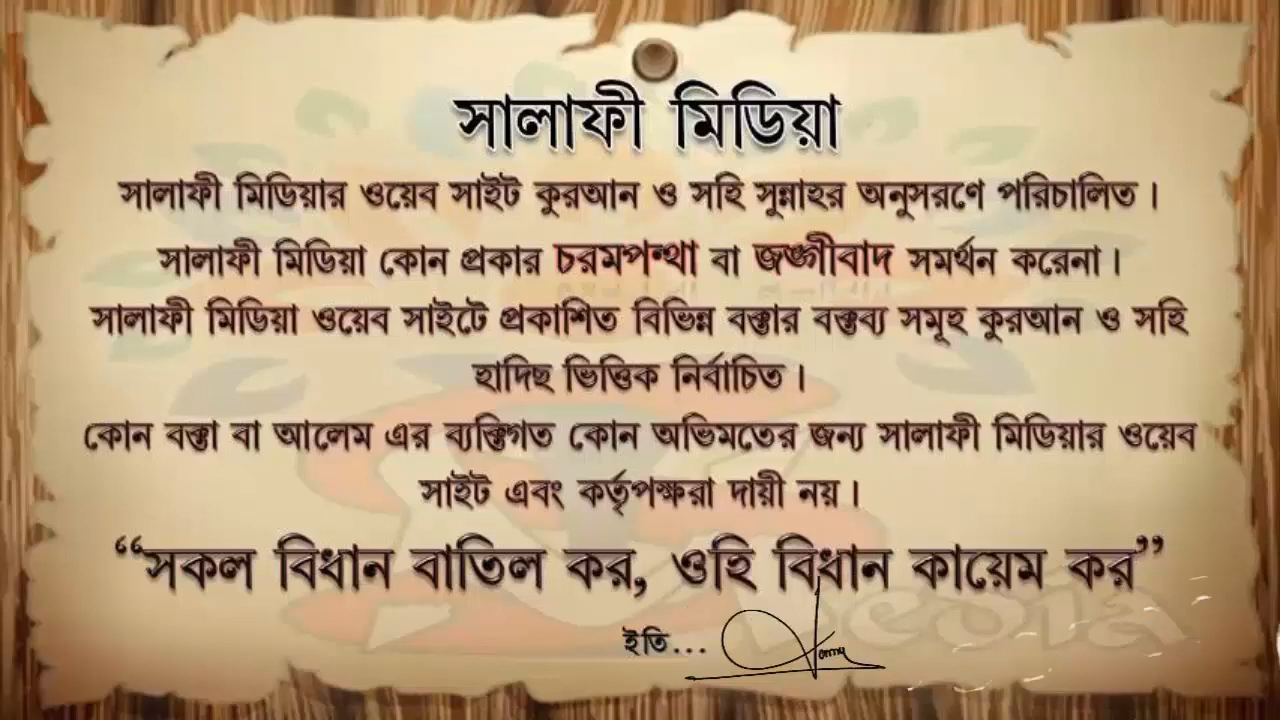 সালাফী মিডিয়া
সালাফী মিডিয়ার ওয়েব সাইট কুরআন ও সহি সুন্নাহর অনুসরণে পরিচালিত।
সালাফী মিডিয়া কোন প্রকার চরমপন্থা বা জঙ্গীবাদ সমর্থন করেনা।
সালাফী মিডিয়া ওয়েব সাইটে প্রকাশিত বিভিন্ন বক্তার বক্তব্য সমূহ কুরআন ও সহি
হাদিছ ভিত্তিক নির্বাচিত।
কোন বক্তা বা আলেম এর ব্যক্তিগত কোন অভিমতের জন্য সালাফী মিডিয়ার ওয়েব
সাইট এবং কর্তৃপক্ষরা দায়ী নয়।
“সকল বিধান বাতিল কর, ওহি বিধান কায়েম কর”
ইতি...